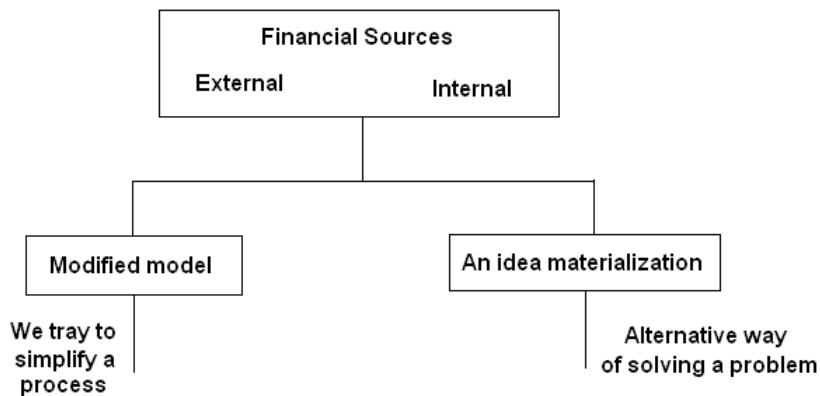 Financial Sources
External
Internal
Modified model
An idea materialization
We tray to
simplify a
process
Alternative way
of solving a problem